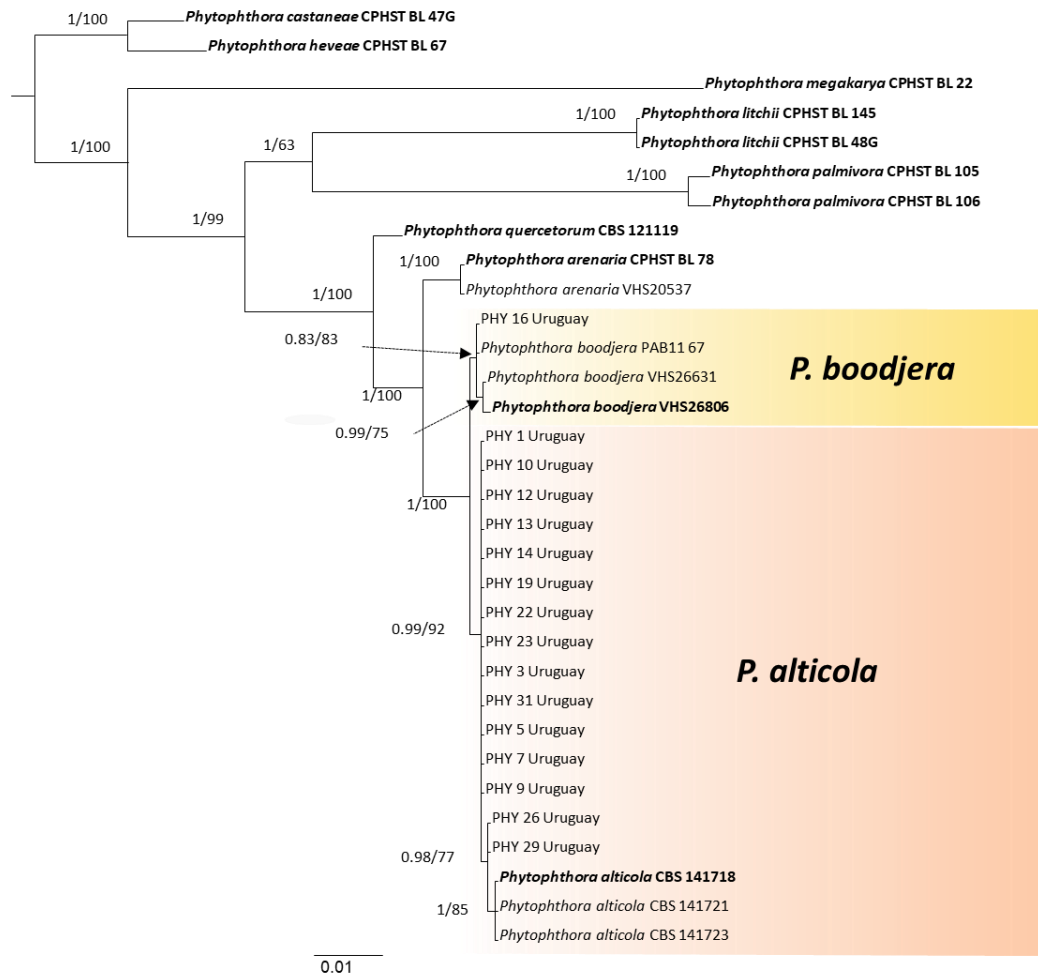 1/100
Phytophthora castaneae CPHST BL 47G
Phytophthora heveae CPHST BL 67
Phytophthora megakarya CPHST BL 22
1/100
Phytophthora litchii CPHST BL 145
1/100
1/63
Phytophthora litchii CPHST BL 48G
1/100
Phytophthora palmivora CPHST BL 105
Phytophthora palmivora CPHST BL 106
1/99
Phytophthora quercetorum CBS 121119
1/100
Phytophthora arenaria CPHST BL 78
1/100
Phytophthora arenaria VHS20537
PHY 16 Uruguay
0.83/83
Phytophthora boodjera PAB11 67
P. boodjera
Phytophthora boodjera VHS26631
1/100
Phytophthora boodjera VHS26806
0.99/75
PHY 1 Uruguay
PHY 10 Uruguay
PHY 12 Uruguay
1/100
PHY 13 Uruguay
PHY 14 Uruguay
PHY 19 Uruguay
PHY 22 Uruguay
0.99/92
PHY 23 Uruguay
PHY 3 Uruguay
P. alticola
PHY 31 Uruguay
PHY 5 Uruguay
PHY 7 Uruguay
PHY 9 Uruguay
PHY 26 Uruguay
PHY 29 Uruguay
0.98/77
Phytophthora alticola CBS 141718
Phytophthora alticola CBS 141721
1/85
Phytophthora alticola CBS 141723
0.01